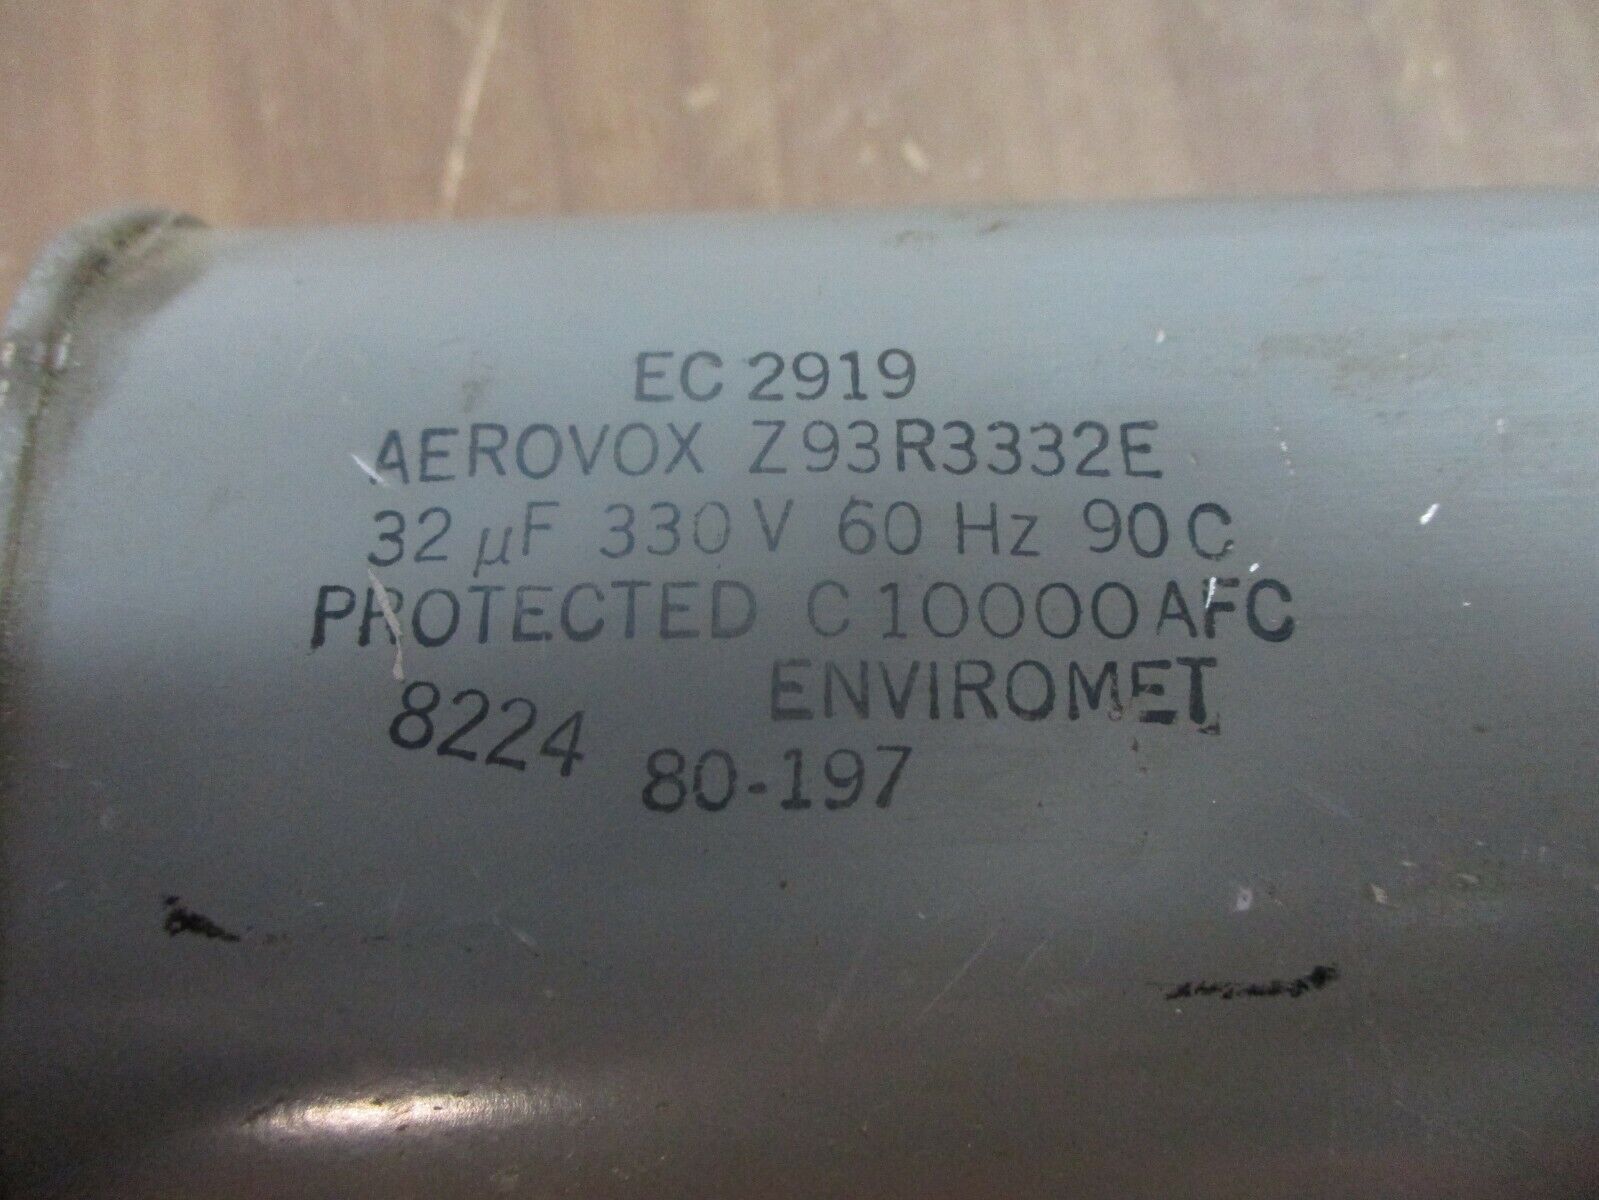 EC 2919
AEROVOX Z93R3332E
32 µF 330 V 60 Hz 90 C
PROTECTED C 10000 AFC
ENVIROMET
8224
80-197